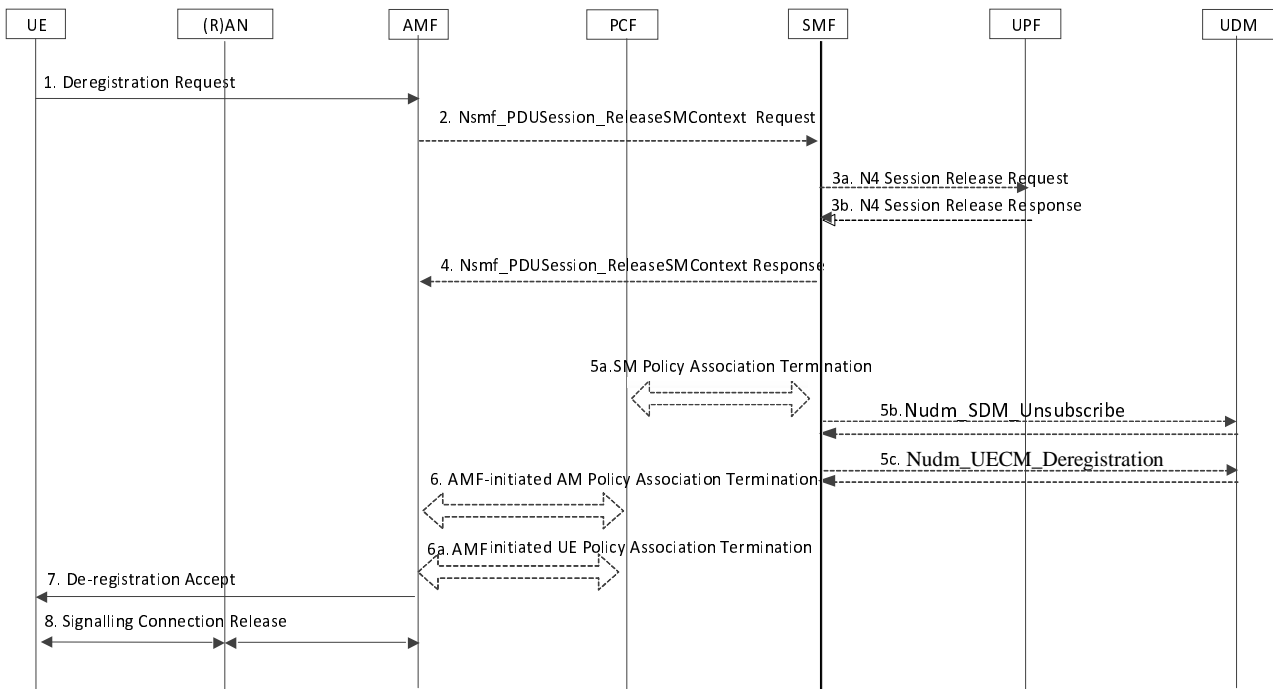 UE
(R)AN
AMF
PCF
SMF
UPF
UDM
1. Deregistration Request
2. Nsmf_PDUSession_ReleaseSMContext Request
3a. N4 Session Release Request
3b. N4 Session Release Response
4. Nsmf_PDUSession_ReleaseSMContext Response
5a.SM Policy Association Termination
5b. Nudm_SDM_Unsubscribe
5c. Nudm_UECM_Deregistration
6. AMF-initiated AM Policy Association Termination
6a. AMF initiated UE Policy Association Termination
7. De-registration Accept
8. Signalling Connection Release